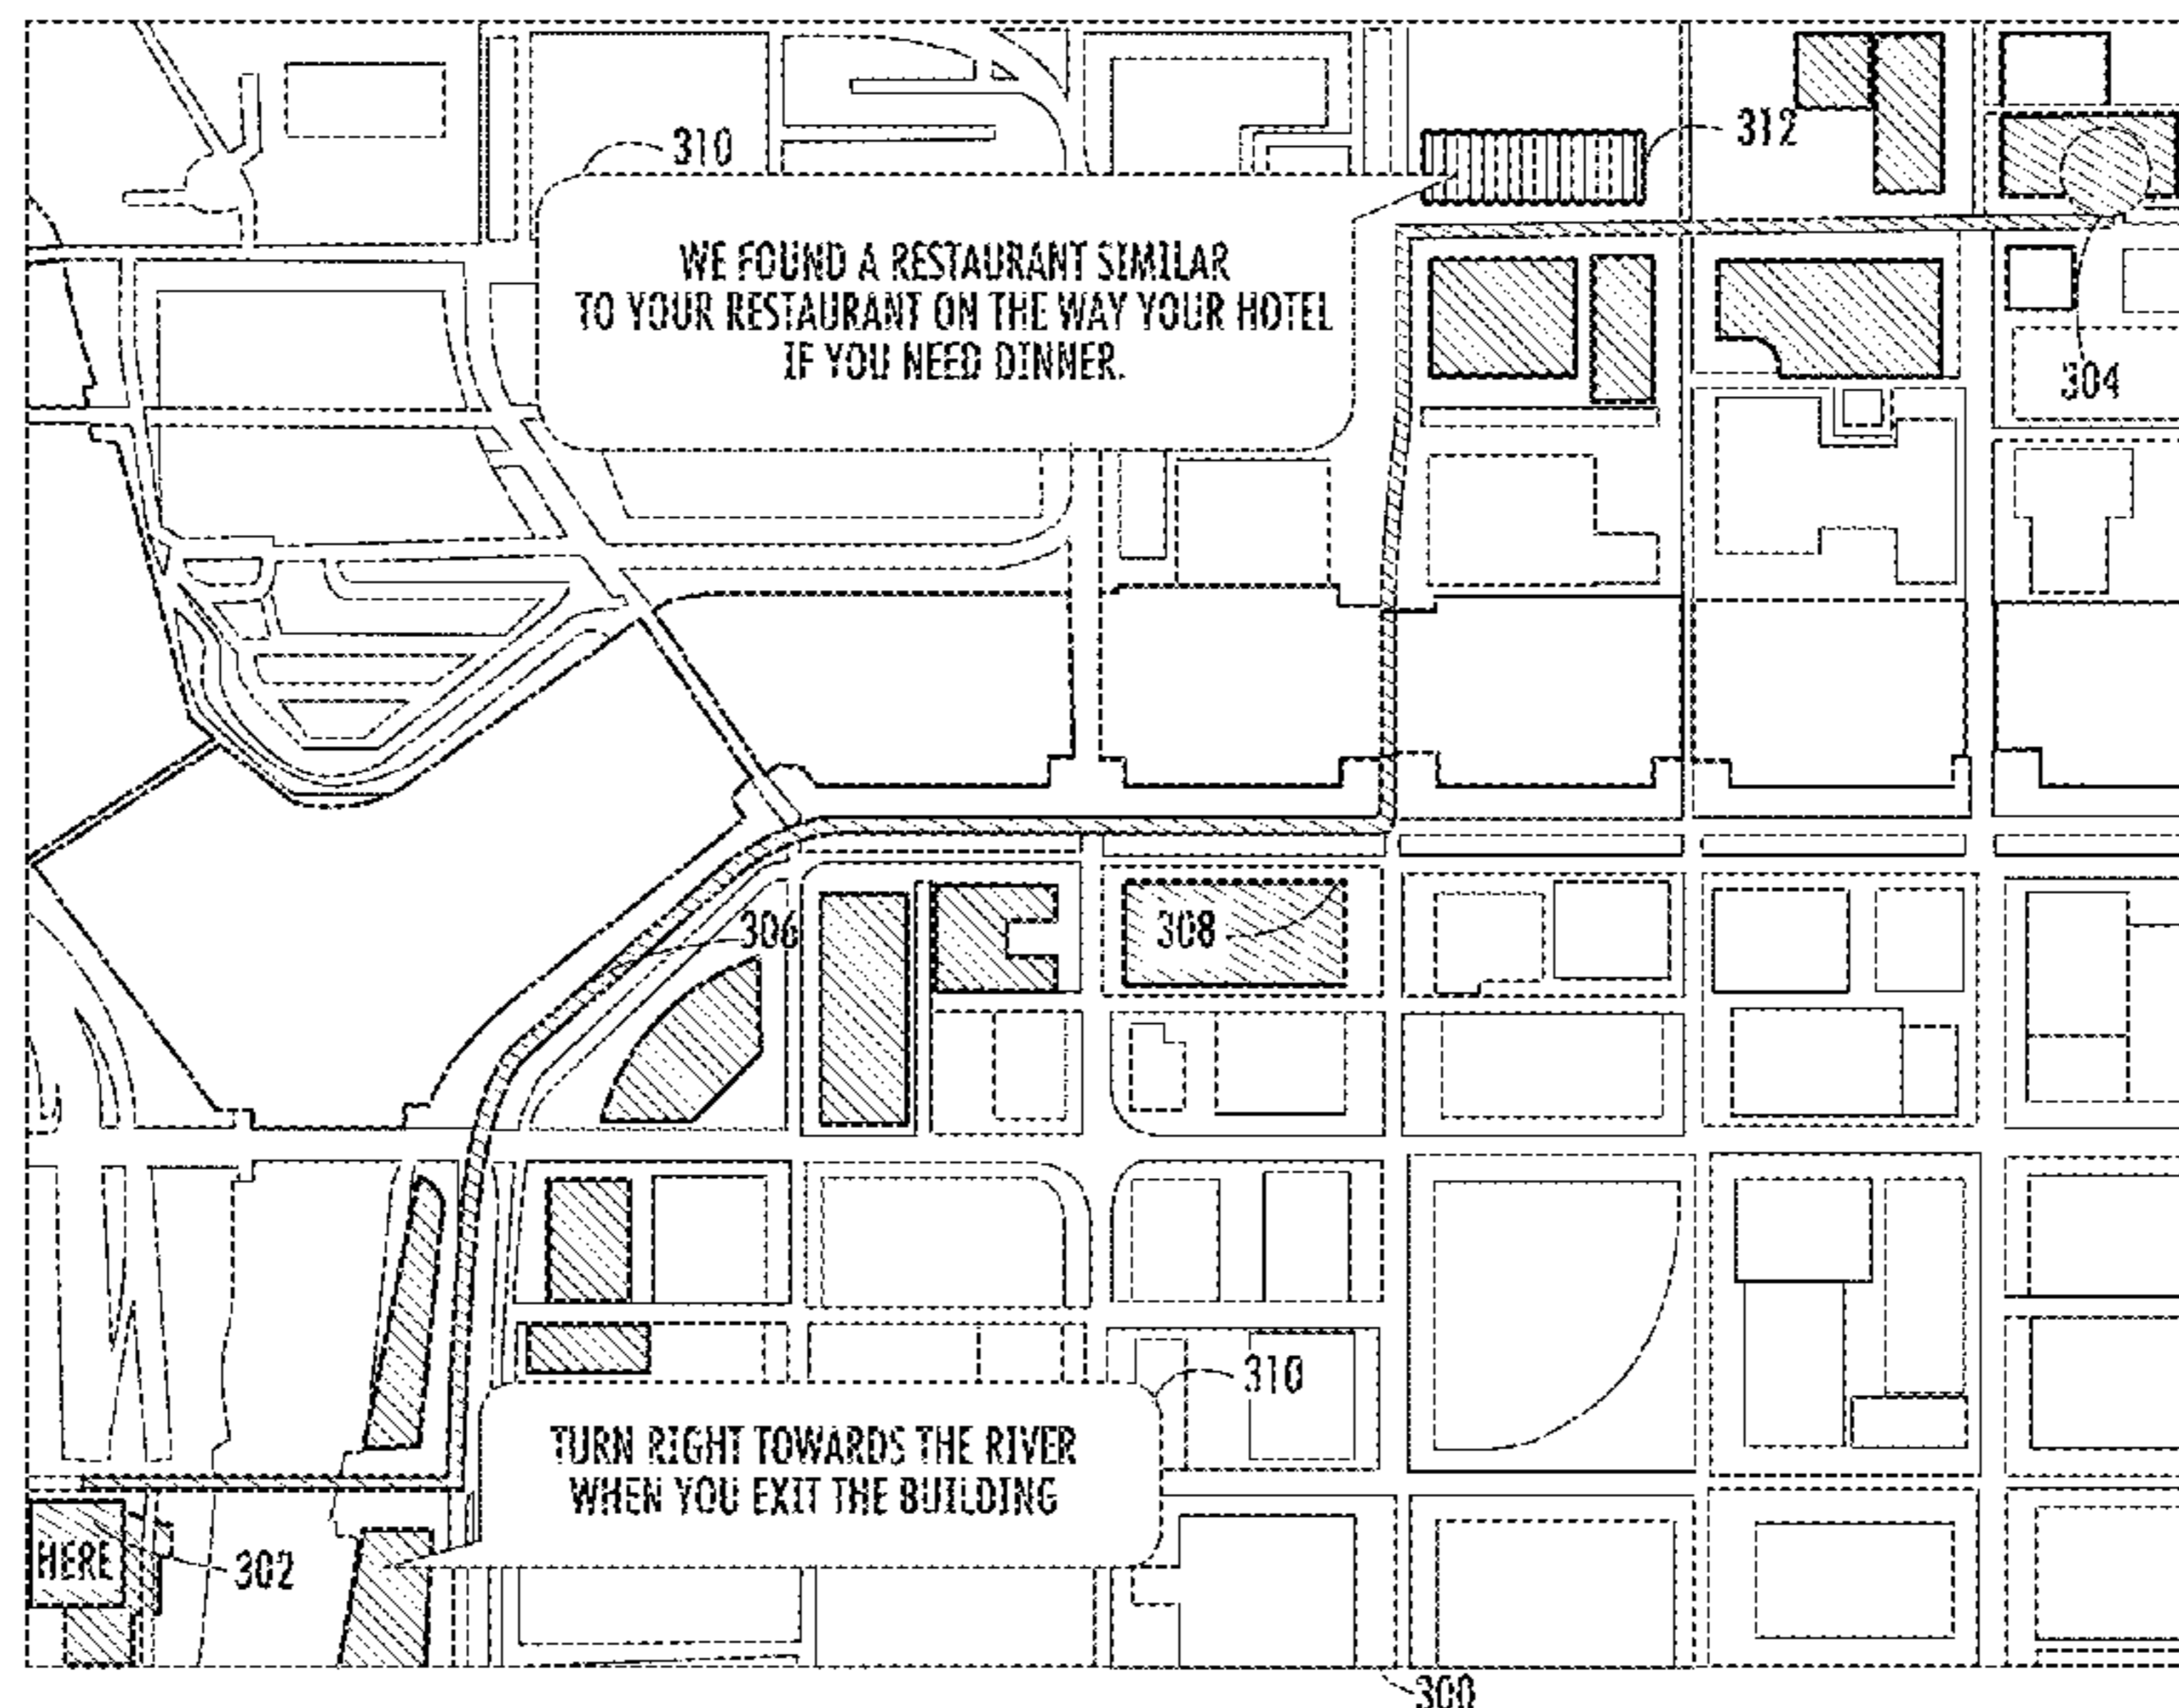 310
312
WE FOUND A RESTAURANT SIMILAR
TO YOUR RESTAURANT ON THE WAY YOUR HOTEL
IF YOU NEED DINNER.
304
306
308
310
TURN RIGHT TOWARDS THE RIVER
WHEN YOU EXIT THE BUILDING
HERE
302
300